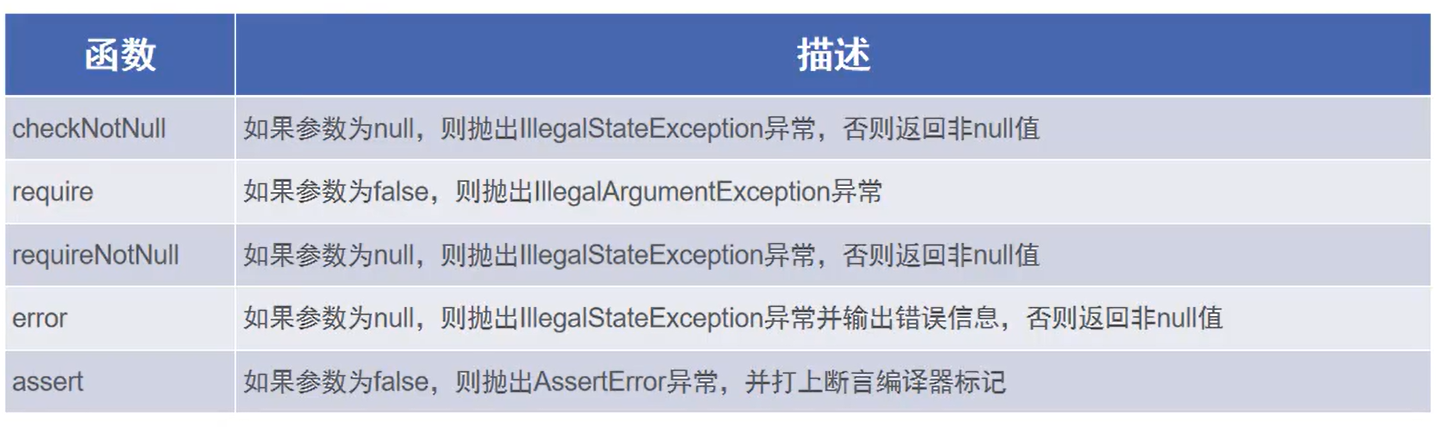 函数 描述
checkNotNull 如果参数为null，则抛出IllegalStateException异常，否则返回非null值
require 如果参数为false，则抛出IllegalArgumentException异常
requireNotNull 如果参数为null，则抛出IllegalStateException异常，否则返回非null值
error 如果参数为null，则抛出IllegalStateException异常并输出错误信息，否则返回非null值
assert 如果参数为false，则抛出AssertError异常，并打上断言编译器标记